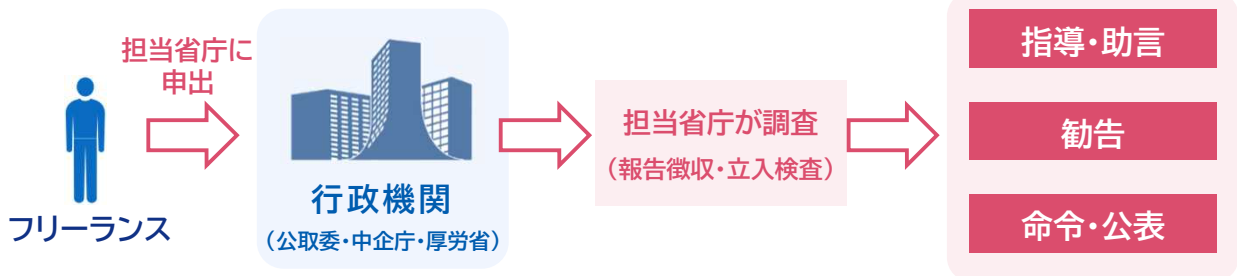 担当省庁に
申出
フリーランス
行政機関
（公取委・中企庁・厚労省）
担当省庁が調査
（報告徴収・立入検査）
指導・助言
勧告
命令・公表